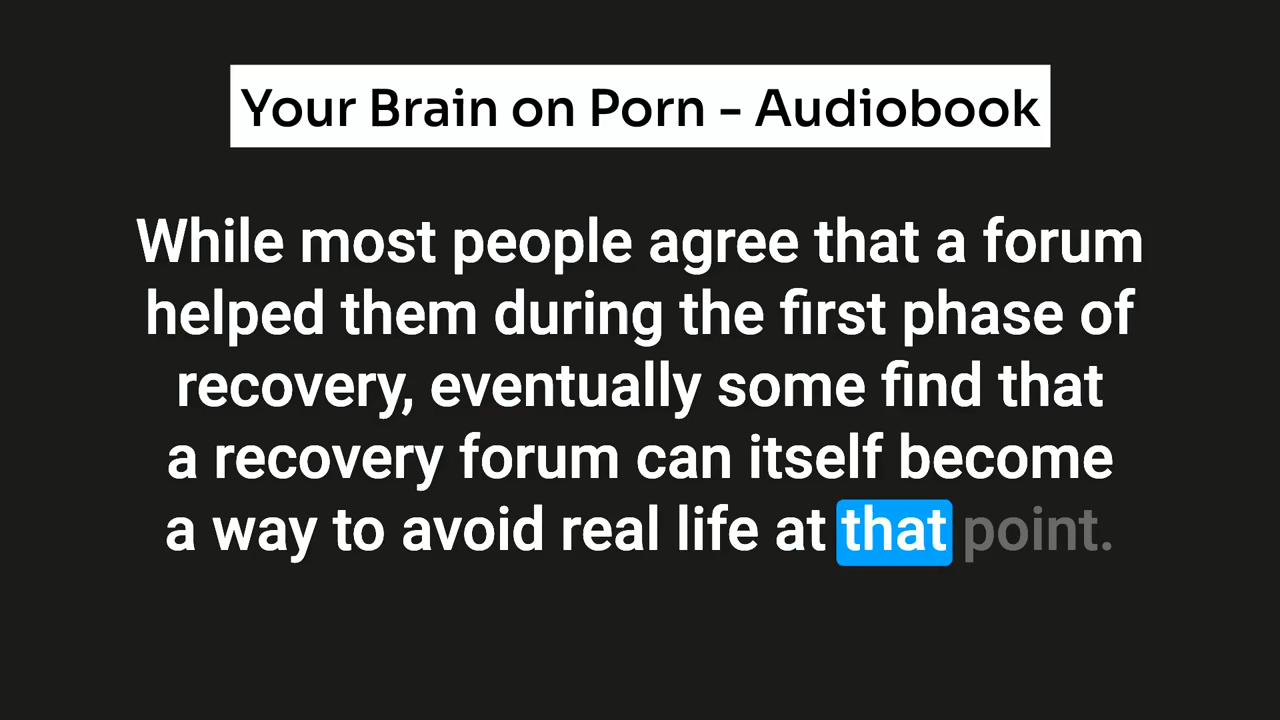 Your Brain on Porn - Audiobook
While most people agree that a forum
helped them during the first phase of
recovery, eventually some find that
a recovery forum can itself become
a way to avoid real life at that point.